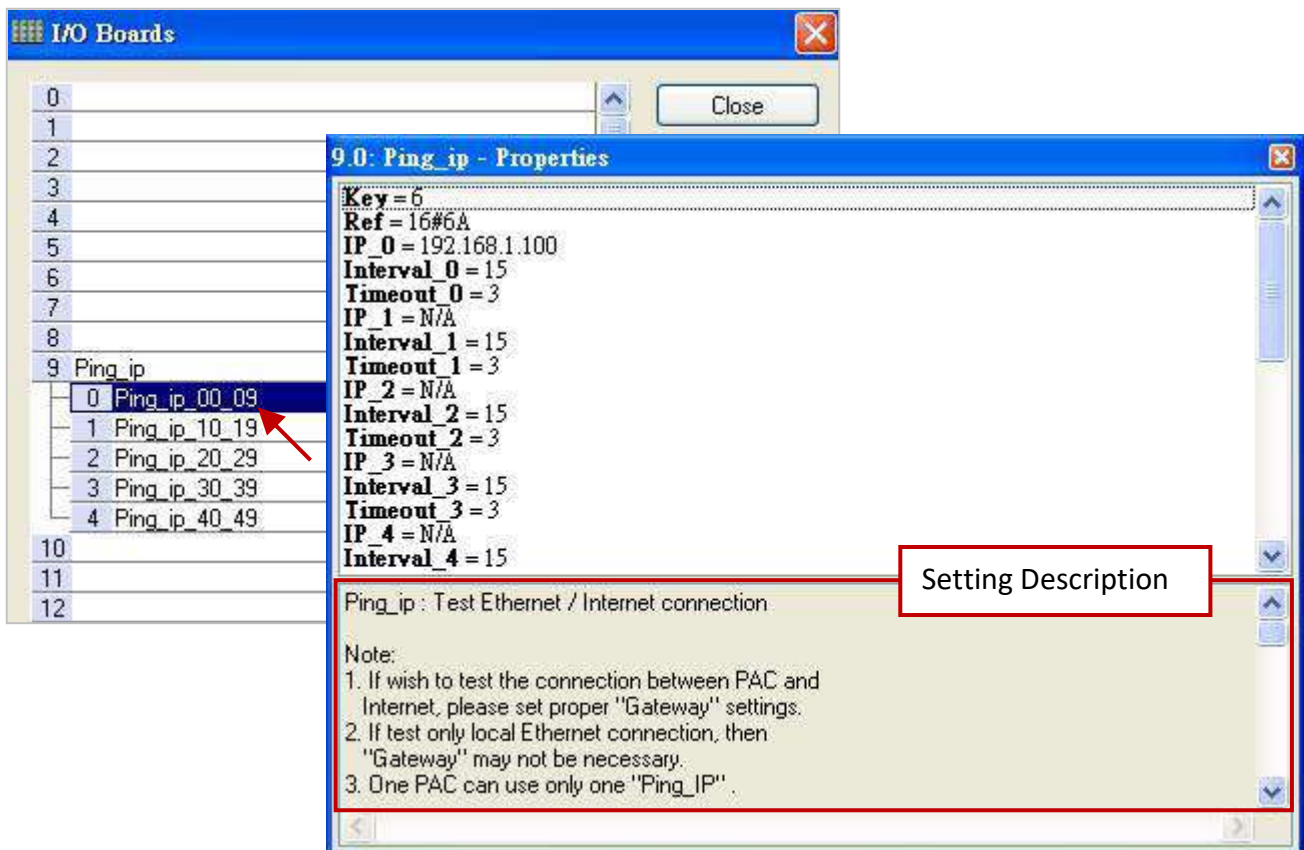 I/O Boards
0
1
2
3
4
5
6
7
8
9 Ping_ip
0 Ping_ip_00_09
1 Ping_ip_10_19
2 Ping_ip_20_29
3 Ping_ip_30_39
4 Ping_ip_40_49
10
11
12
Close
9.0: Ping_ip - Properties
Key = 6
Ref = 16#6A
IP_0 = 192.168.1.100
Interval_0 = 15
Timeout_0 = 3
IP_1 = N/A
Interval_1 = 15
Timeout_1 = 3
IP_2 = N/A
Interval_2 = 15
Timeout_2 = 3
IP_3 = N/A
Interval_3 = 15
Timeout_3 = 3
IP_4 = N/A
Interval_4 = 15
Setting Description
Ping_ip : Test Ethernet / Internet connection
Note:
1. If wish to test the connection between PAC and
Internet, please set proper "Gateway" settings.
2. If test only local Ethernet connection, then
"Gateway" may not be necessary.
3. One PAC can use only one "Ping_IP" .